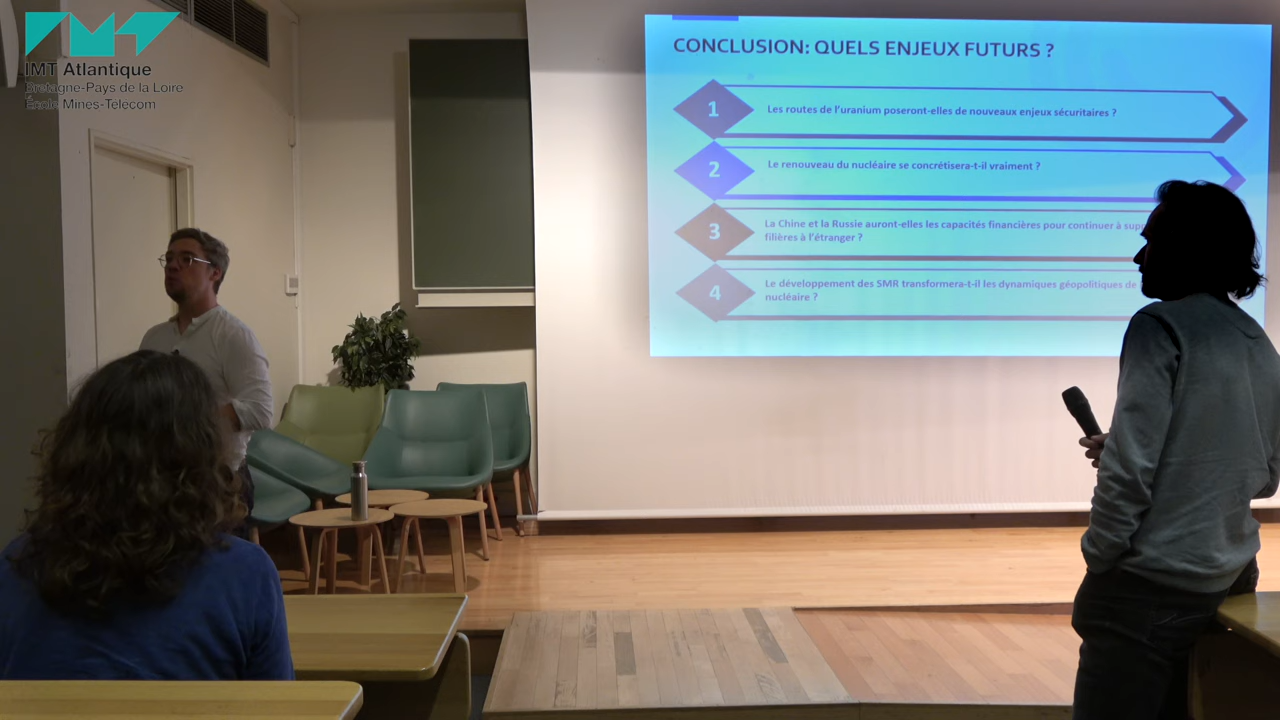 IMT Atlantique
Bretagne-Pays de la Loire
École Mines-Telecom
CONCLUSION: QUELS ENJEUX FUTURS ?
1
Les routes de l'uranium poseront-elles de nouveaux enjeux sécuritaires ?
2
Le renouveau du nucléaire se concrétisera-t-il vraiment ?
3
La Chine et la Russie auront-elles les capacités financières pour continuer à
filières à l'étranger ?
4
Le développement des SMR transformera-t-il les dynamiques géopolitiques de
nucléaire ?